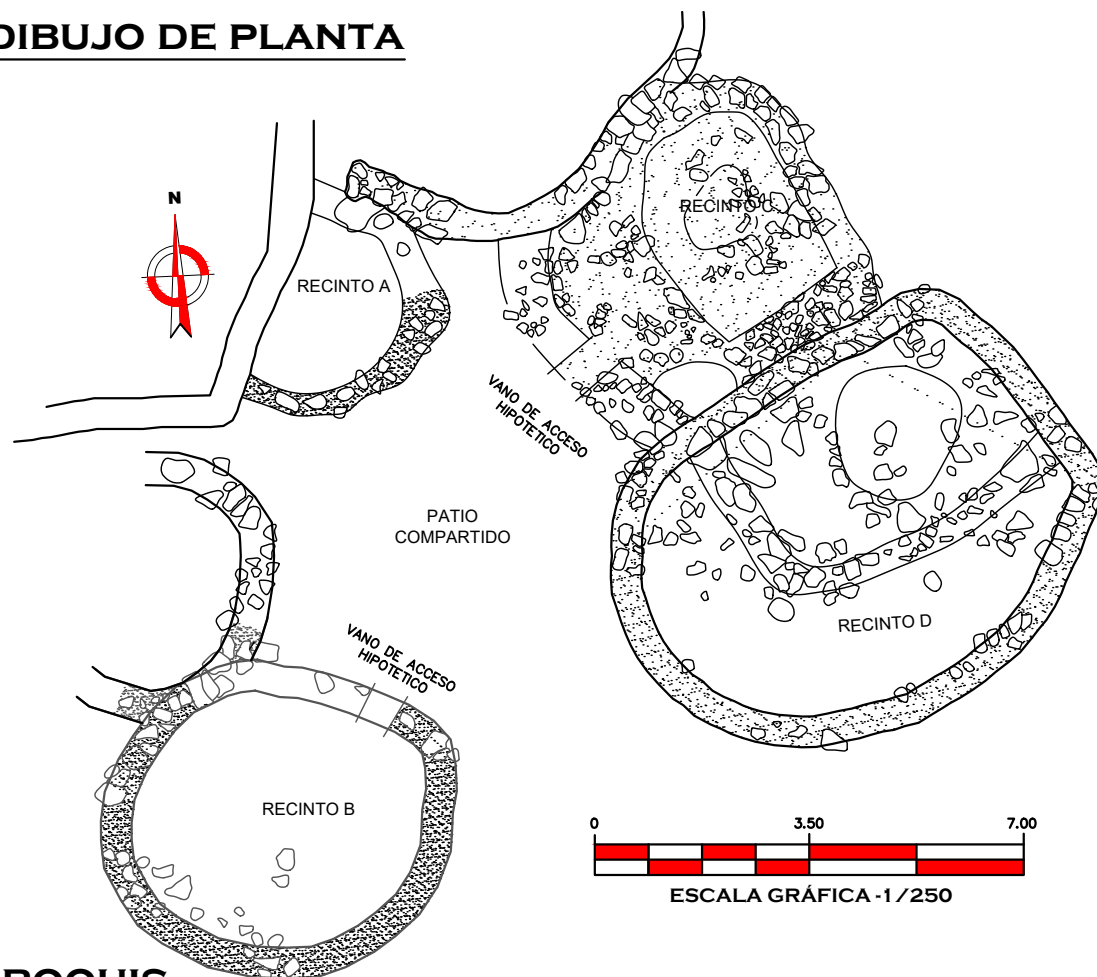 DIBUJO DE PLANTA
N
RECINTO A
RECINTO C
VANO DE ACCESO
HIPOTETICO
PATIO
COMPARTIDO
RECINTO D
VANO DE ACCESO
HIPOTETICO
RECINTO B
0 3.50 7.00
ESCALA GRÁFICA -1/250